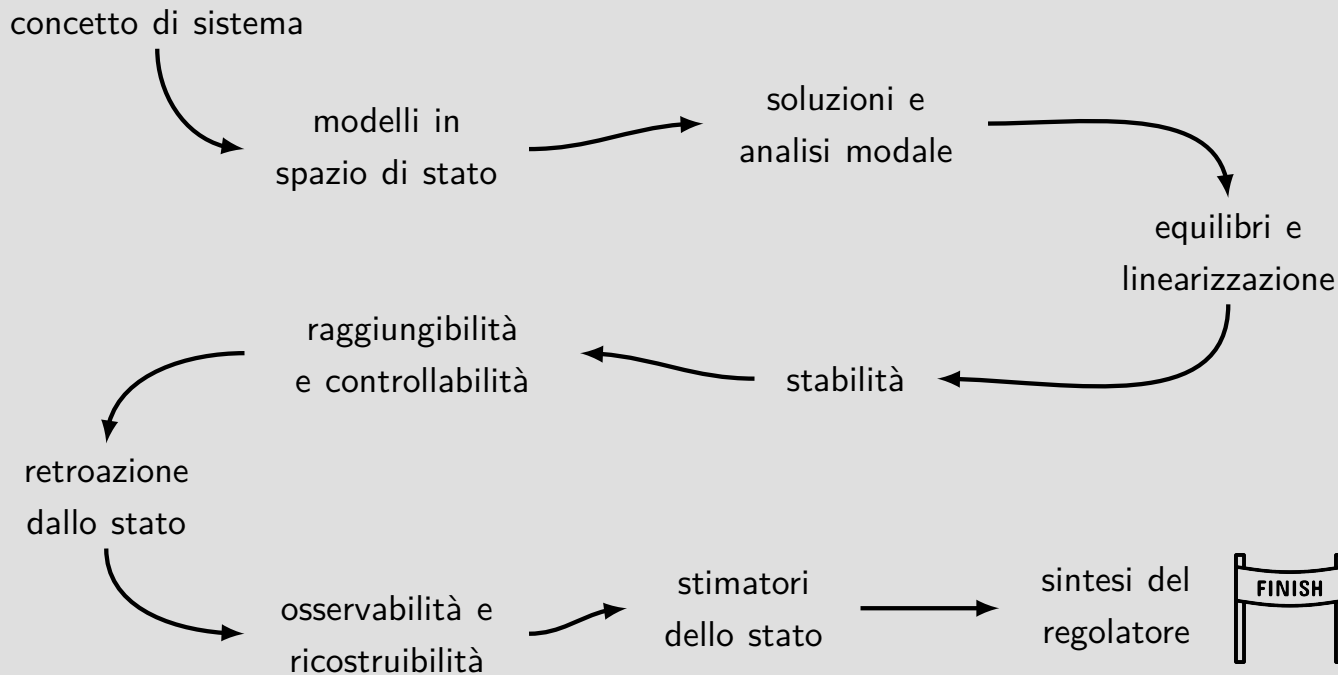 concetto di sistema
modelli in
spazio di stato
soluzioni e
analisi modale
equilibri e
linearizzazione
stabilità
raggiungibilità
e controllabilità
retroazione
dallo stato
osservabilità e
ricostruibilità
stimatori
dello stato
sintesi del
regolatore
FINISH